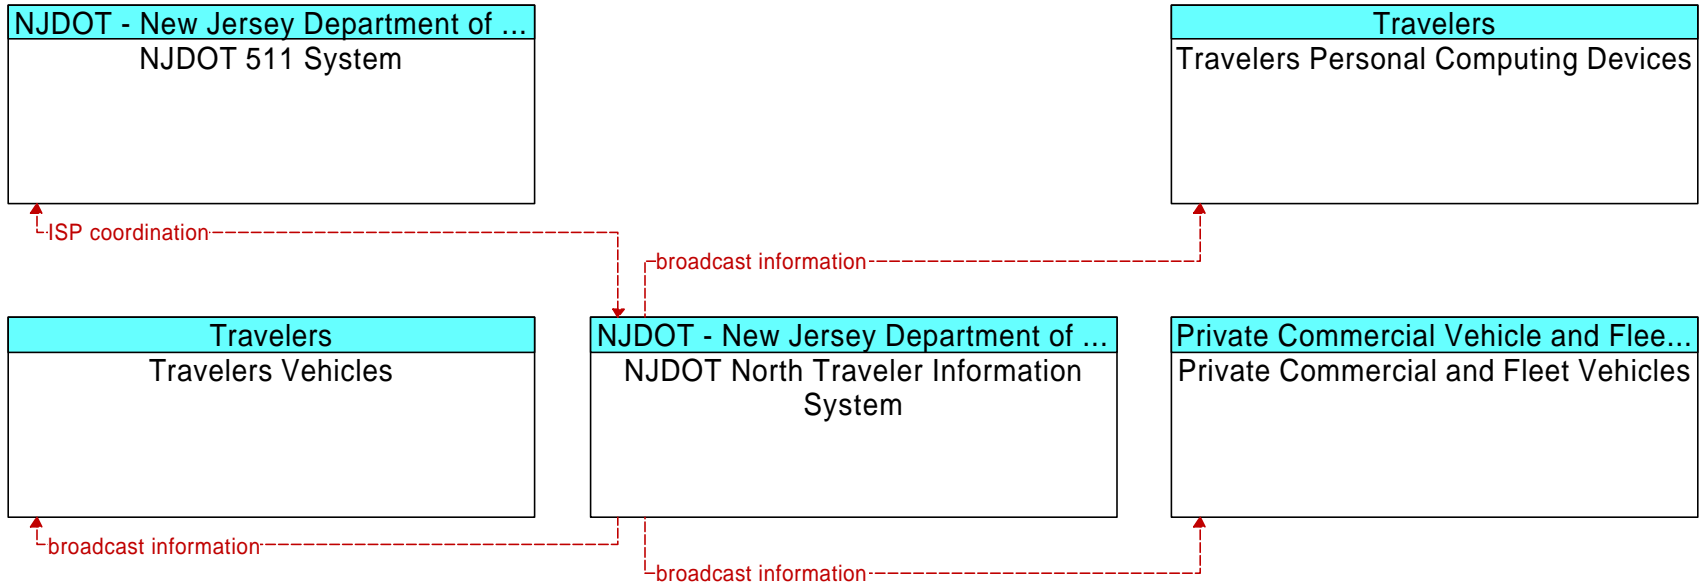 NJDOT - New Jersey Department of ...
NJDOT 511 System
Travelers
Travelers Personal Computing Devices
ISP coordination
broadcast information
Travelers
Travelers Vehicles
NJDOT - New Jersey Department of ...
NJDOT North Traveler Information
System
Private Commercial Vehicle and Flee...
Private Commercial and Fleet Vehicles
broadcast information
broadcast information